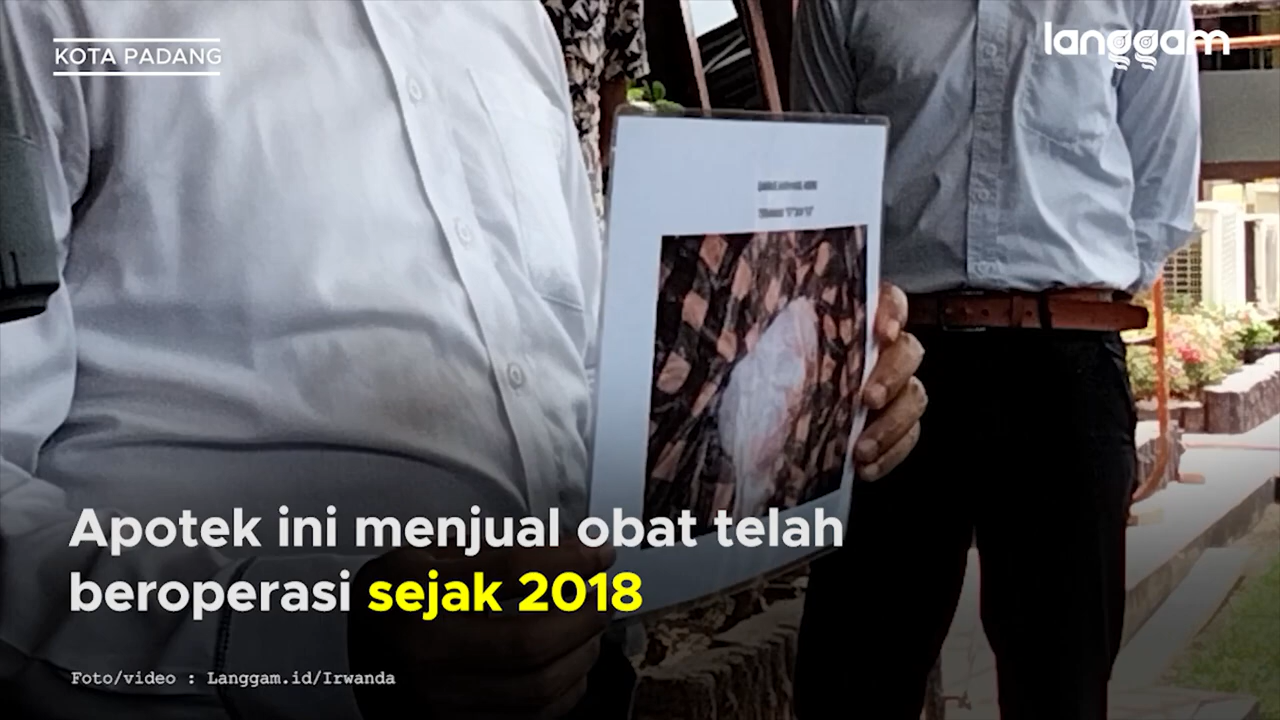 KOTA PADANG
langgam
Apotek ini menjual obat telah
beroperasi sejak 2018
Foto/video : Langgam.id/Irwanda